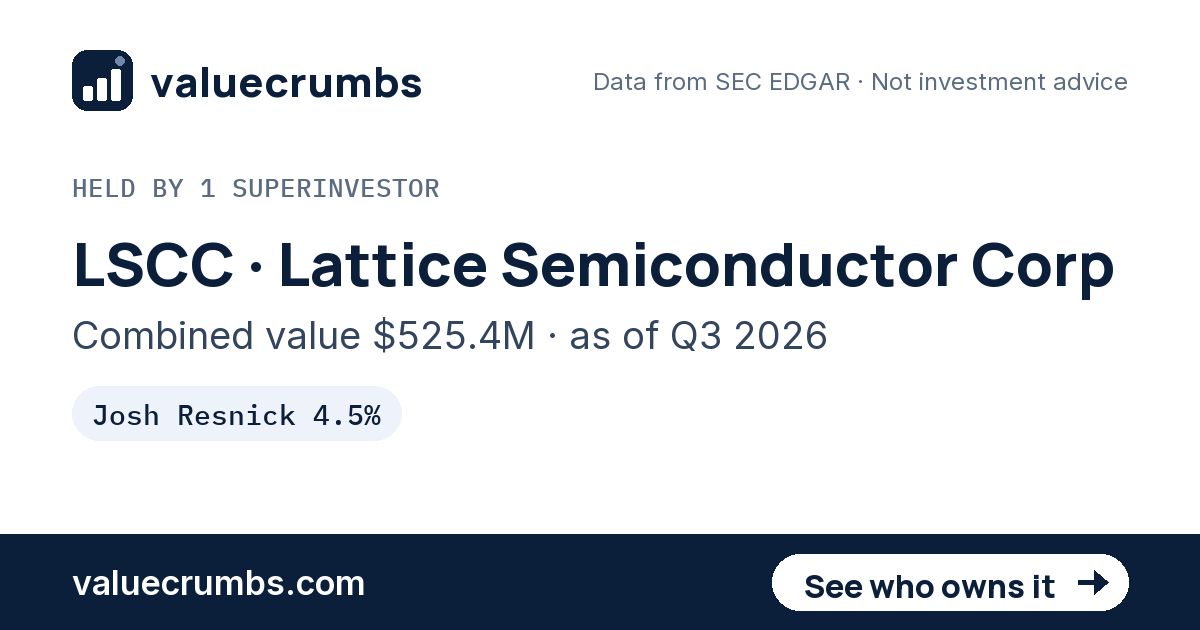 valuecrumbs
Data from SEC EDGAR · Not investment advice
HELD BY 1 SUPERINVESTOR
LSCC · Lattice Semiconductor Corp
Combined value $525.4M · as of Q3 2026
Josh Resnick 4.5%
valuecrumbs.com
See who owns it →